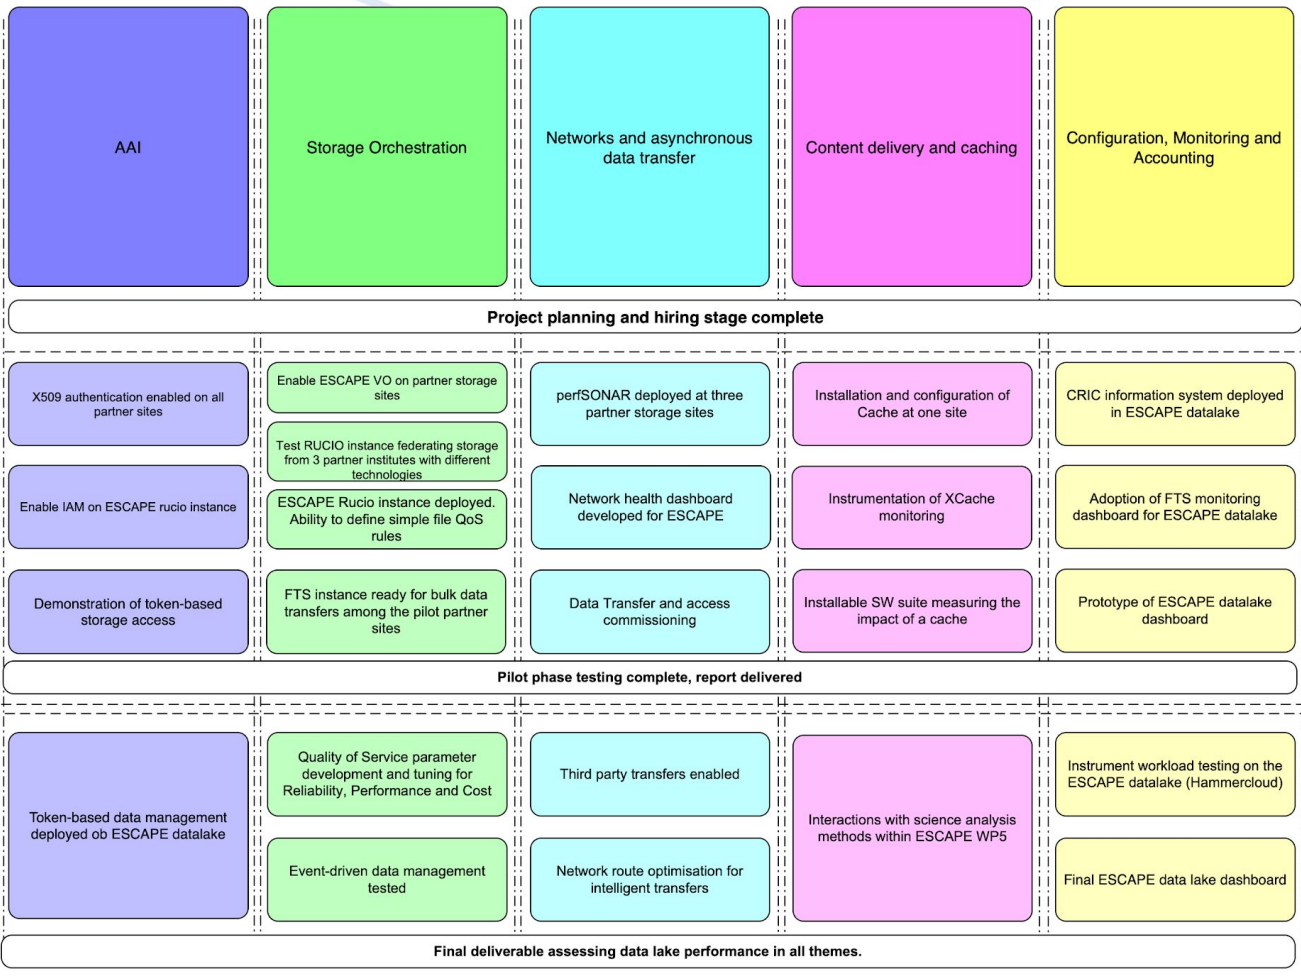 AAI
Storage Orchestration
Networks and asynchronous
data transfer
Content delivery and caching
Configuration, Monitoring and
Accounting
Project planning and hiring stage complete
X509 authentication enabled on all
partner sites
Enable ESCAPE VO on partner storage
sites
perfSONAR deployed at three
partner storage sites
Installation and configuration of
Cache at one site
CRIC information system deployed
in ESCAPE datalake
Test RUCIO instance federating storage
from 3 partner institutes with different
technologies
Enable IAM on ESCAPE rucio instance
ESCAPE Rucio instance deployed.
Ability to define simple file QoS
rules
Network health dashboard
developed for ESCAPE
Instrumentation of XCache
monitoring
Adoption of FTS monitoring
dashboard for ESCAPE datalake
Demonstration of token-based
storage access
FTS instance ready for bulk data
transfers among the pilot partner
sites
Data Transfer and access
commissioning
Installable SW suite measuring the
impact of a cache
Prototype of ESCAPE datalake
dashboard
Pilot phase testing complete, report delivered
Token-based data management
deployed ob ESCAPE datalake
Quality of Service parameter
development and tuning for
Reliability, Performance and Cost
Third party transfers enabled
Interactions with science analysis
methods within ESCAPE WP5
Instrument workload testing on the
ESCAPE datalake (Hammercloud)
Event-driven data management
tested
Network route optimisation for
intelligent transfers
Final ESCAPE data lake dashboard
Final deliverable assessing data lake performance in all themes.